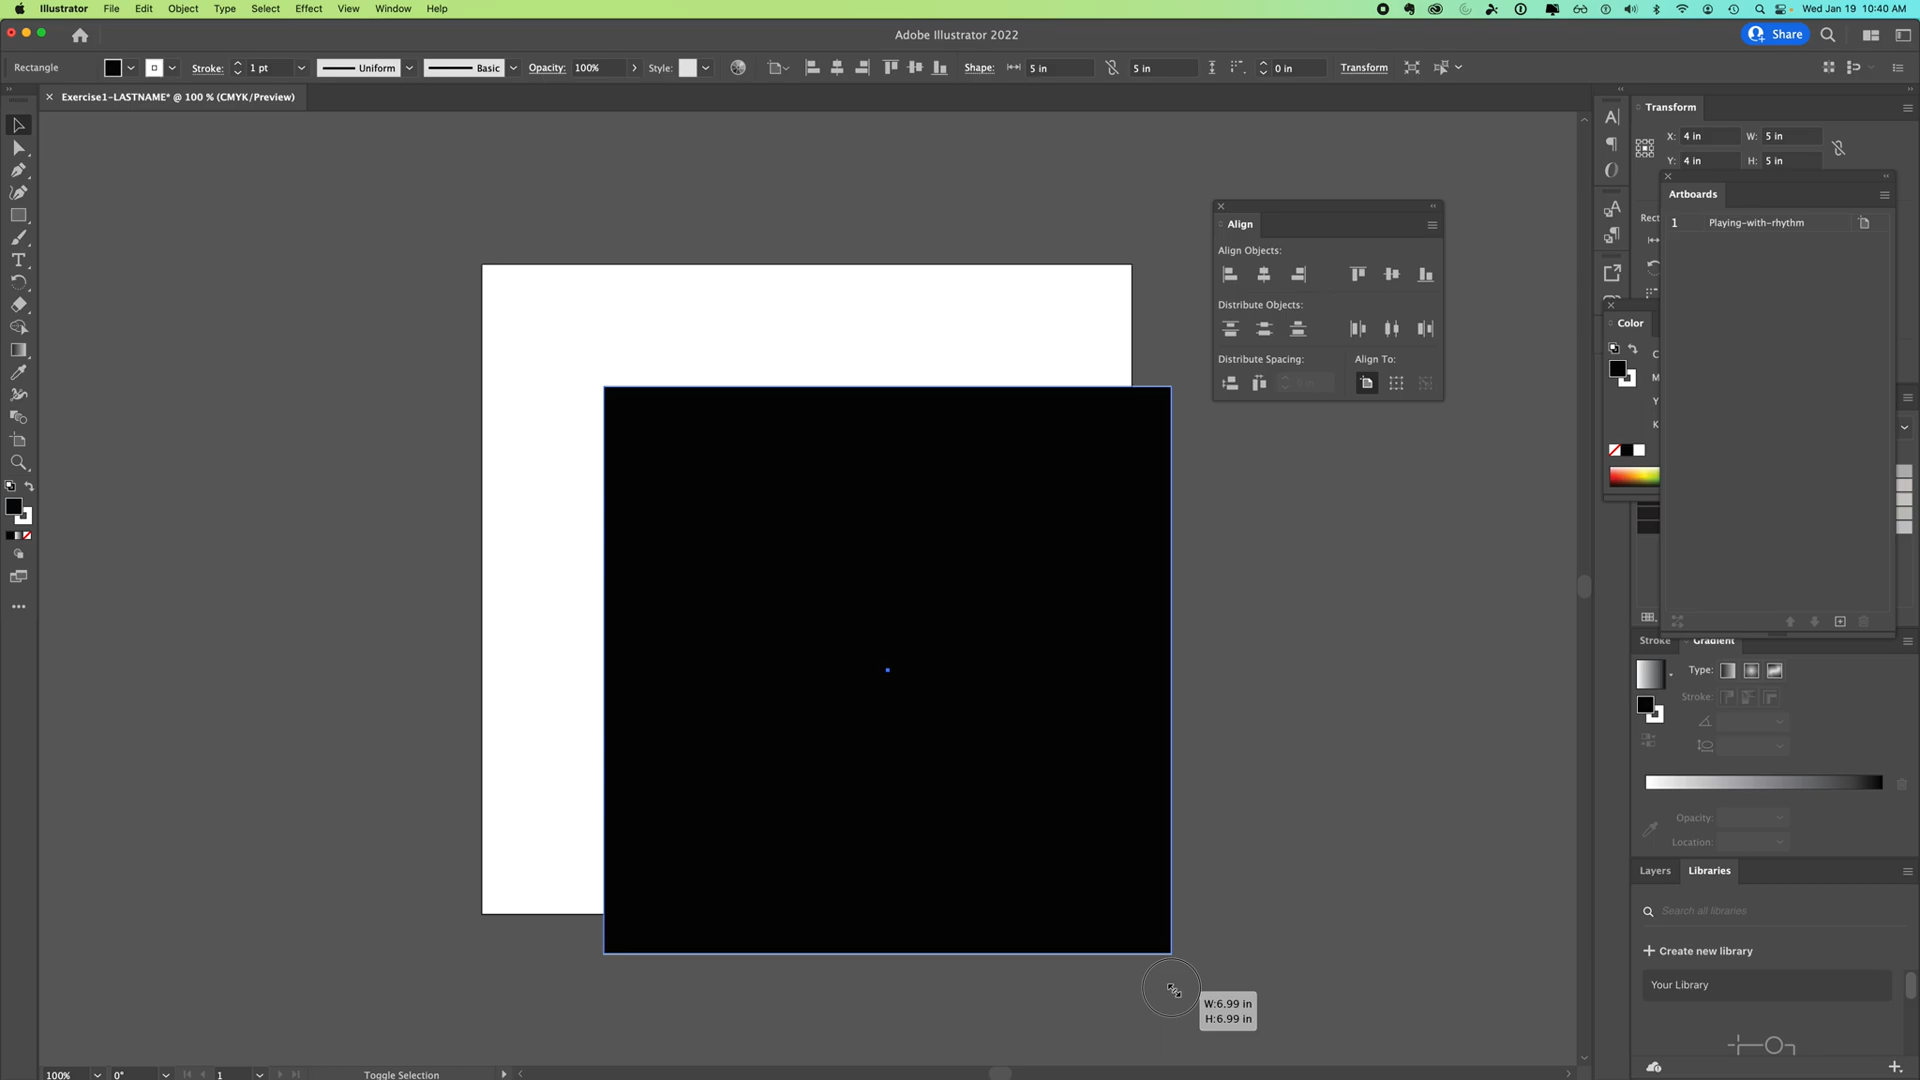 Illustrator File Edit Object Type Select Effect View Window Help
Wed Jan 19 10:40 AM
Adobe Illustrator 2022
Share
Rectangle Stroke: 1 pt Uniform Basic Opacity: 100% Style: Shape: 5 in 5 in 0 in Transform
Exercise1-LASTNAME* @ 100 % (CMYK/Preview)
Transform
X: 4 in W: 5 in
Y: 4 in H: 5 in
Artboards
Rect
1 Playing-with-rhythm
Align
Align Objects:
Distribute Objects:
Distribute Spacing: Align To:
0 in
Color
C
M
Y
K
Stroke Gradient
Type:
Stroke:
Opacity:
Location:
Layers Libraries
Search all libraries
Create new library
Your Library
W:6.99 in
H:6.99 in
100% 0° 1 Toggle Selection